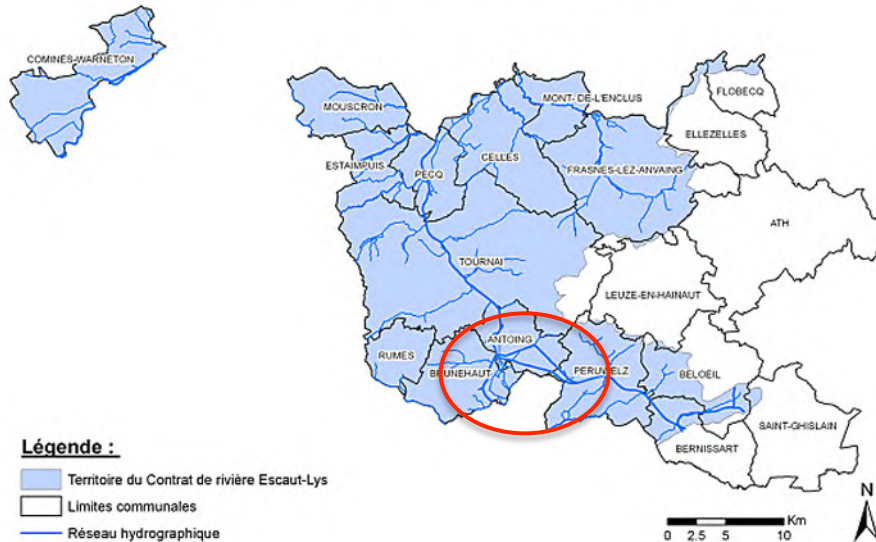 COMINES-WARNETON
MOUSCRON
MONT-DE-L'ENCLUS
FLOBECQ
ELLEZELLES
ESTAIMPUIS
PECQ
CELLES
FRASNES-LEZ-ANVAING
ATH
TOURNAI
LEUZE-EN-HAINAUT
ANTOING
RUMES
BRUNEHAUT
PERUWELZ
BELOEIL
SAINT-GHISLAIN
BERNISSART
Légende :
Territoire du Contrat de rivière Escaut-Lys
Limites communales
Réseau hydrographique
N
Km
0 2.5 5 10